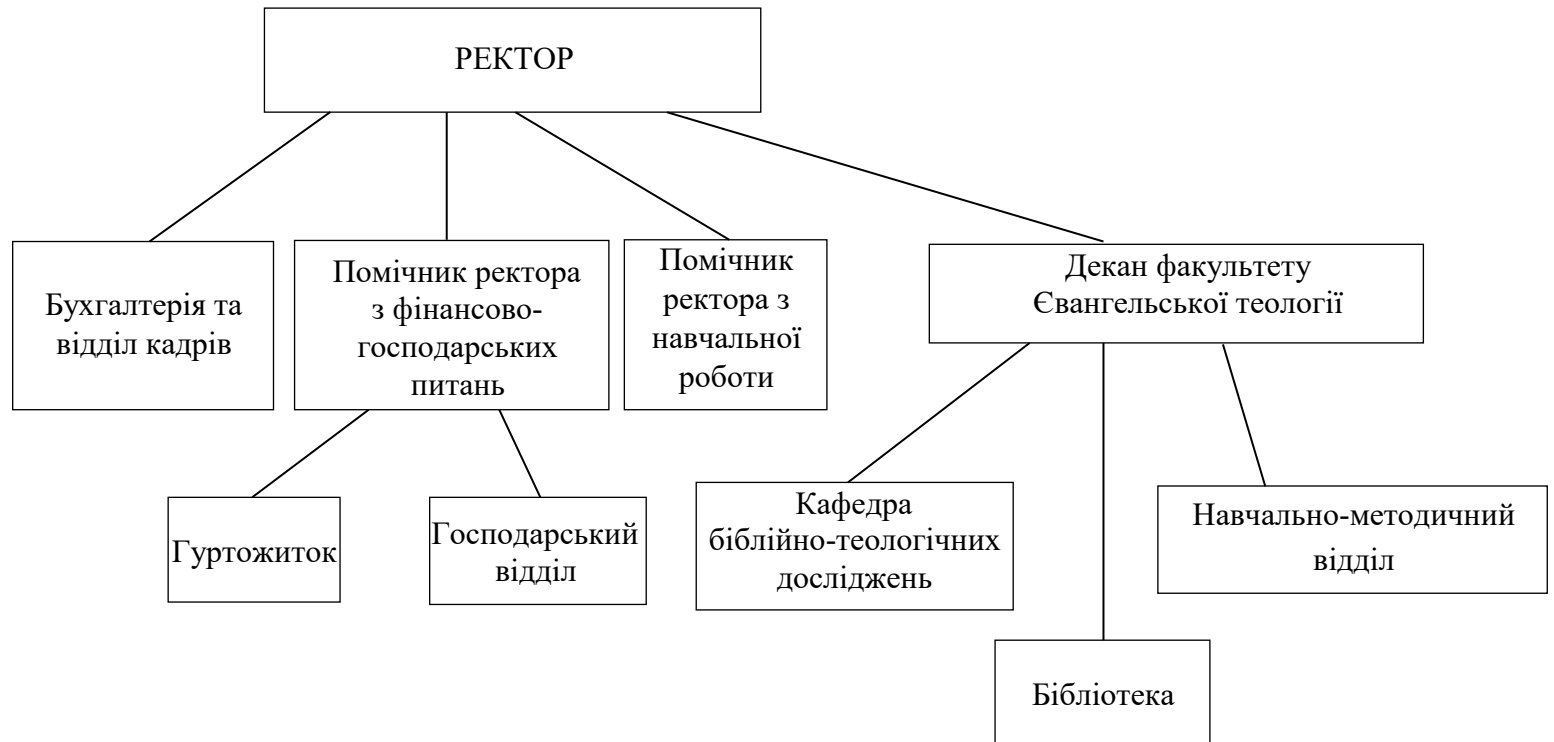 РЕКТОР
Бухгалтерія та
відділ кадрів
Помічник ректора
з фінансово-
господарських
питань
Помічник
ректора з
навчальної
роботи
Декан факультету
Євангельської теології
Гуртожиток
Господарський
відділ
Кафедра
біблійно-теологічних
досліджень
Навчально-методичний
відділ
Бібліотека